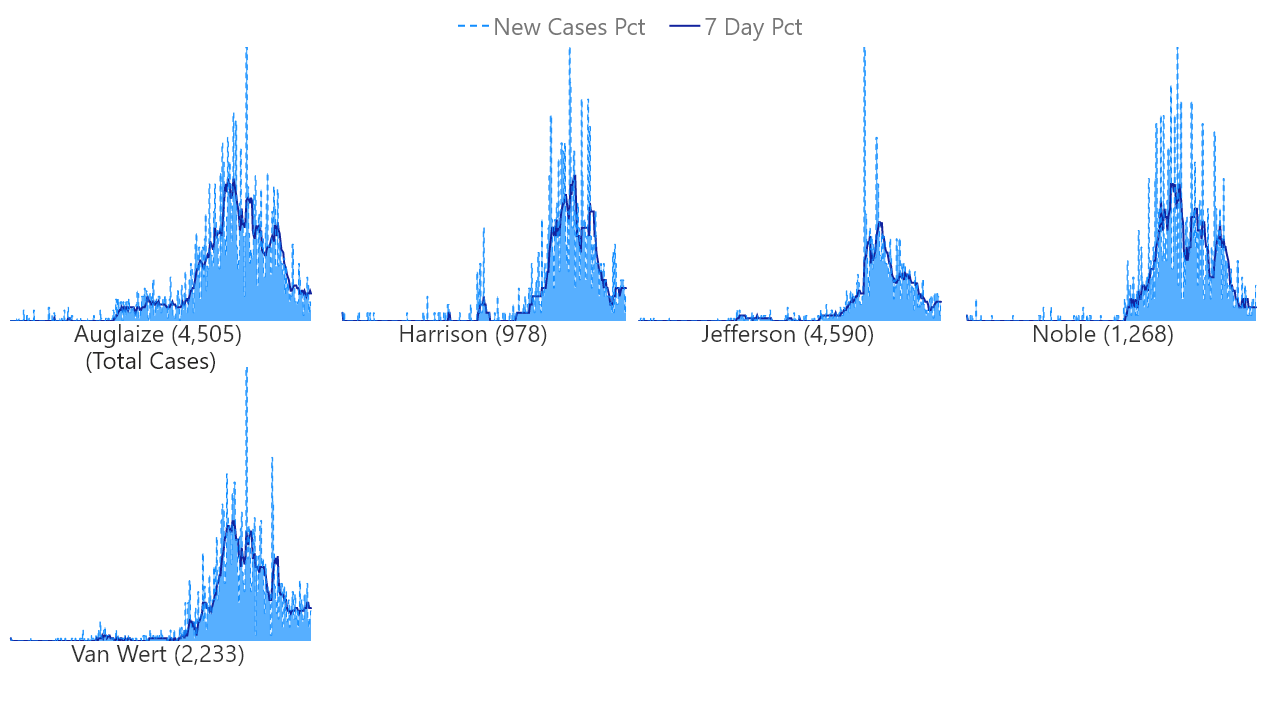 New Cases Pct 7 Day Pct
Auglaize (4,505)
(Total Cases)
Harrison (978)
Jefferson (4,590)
Noble (1,268)
Van Wert (2,233)